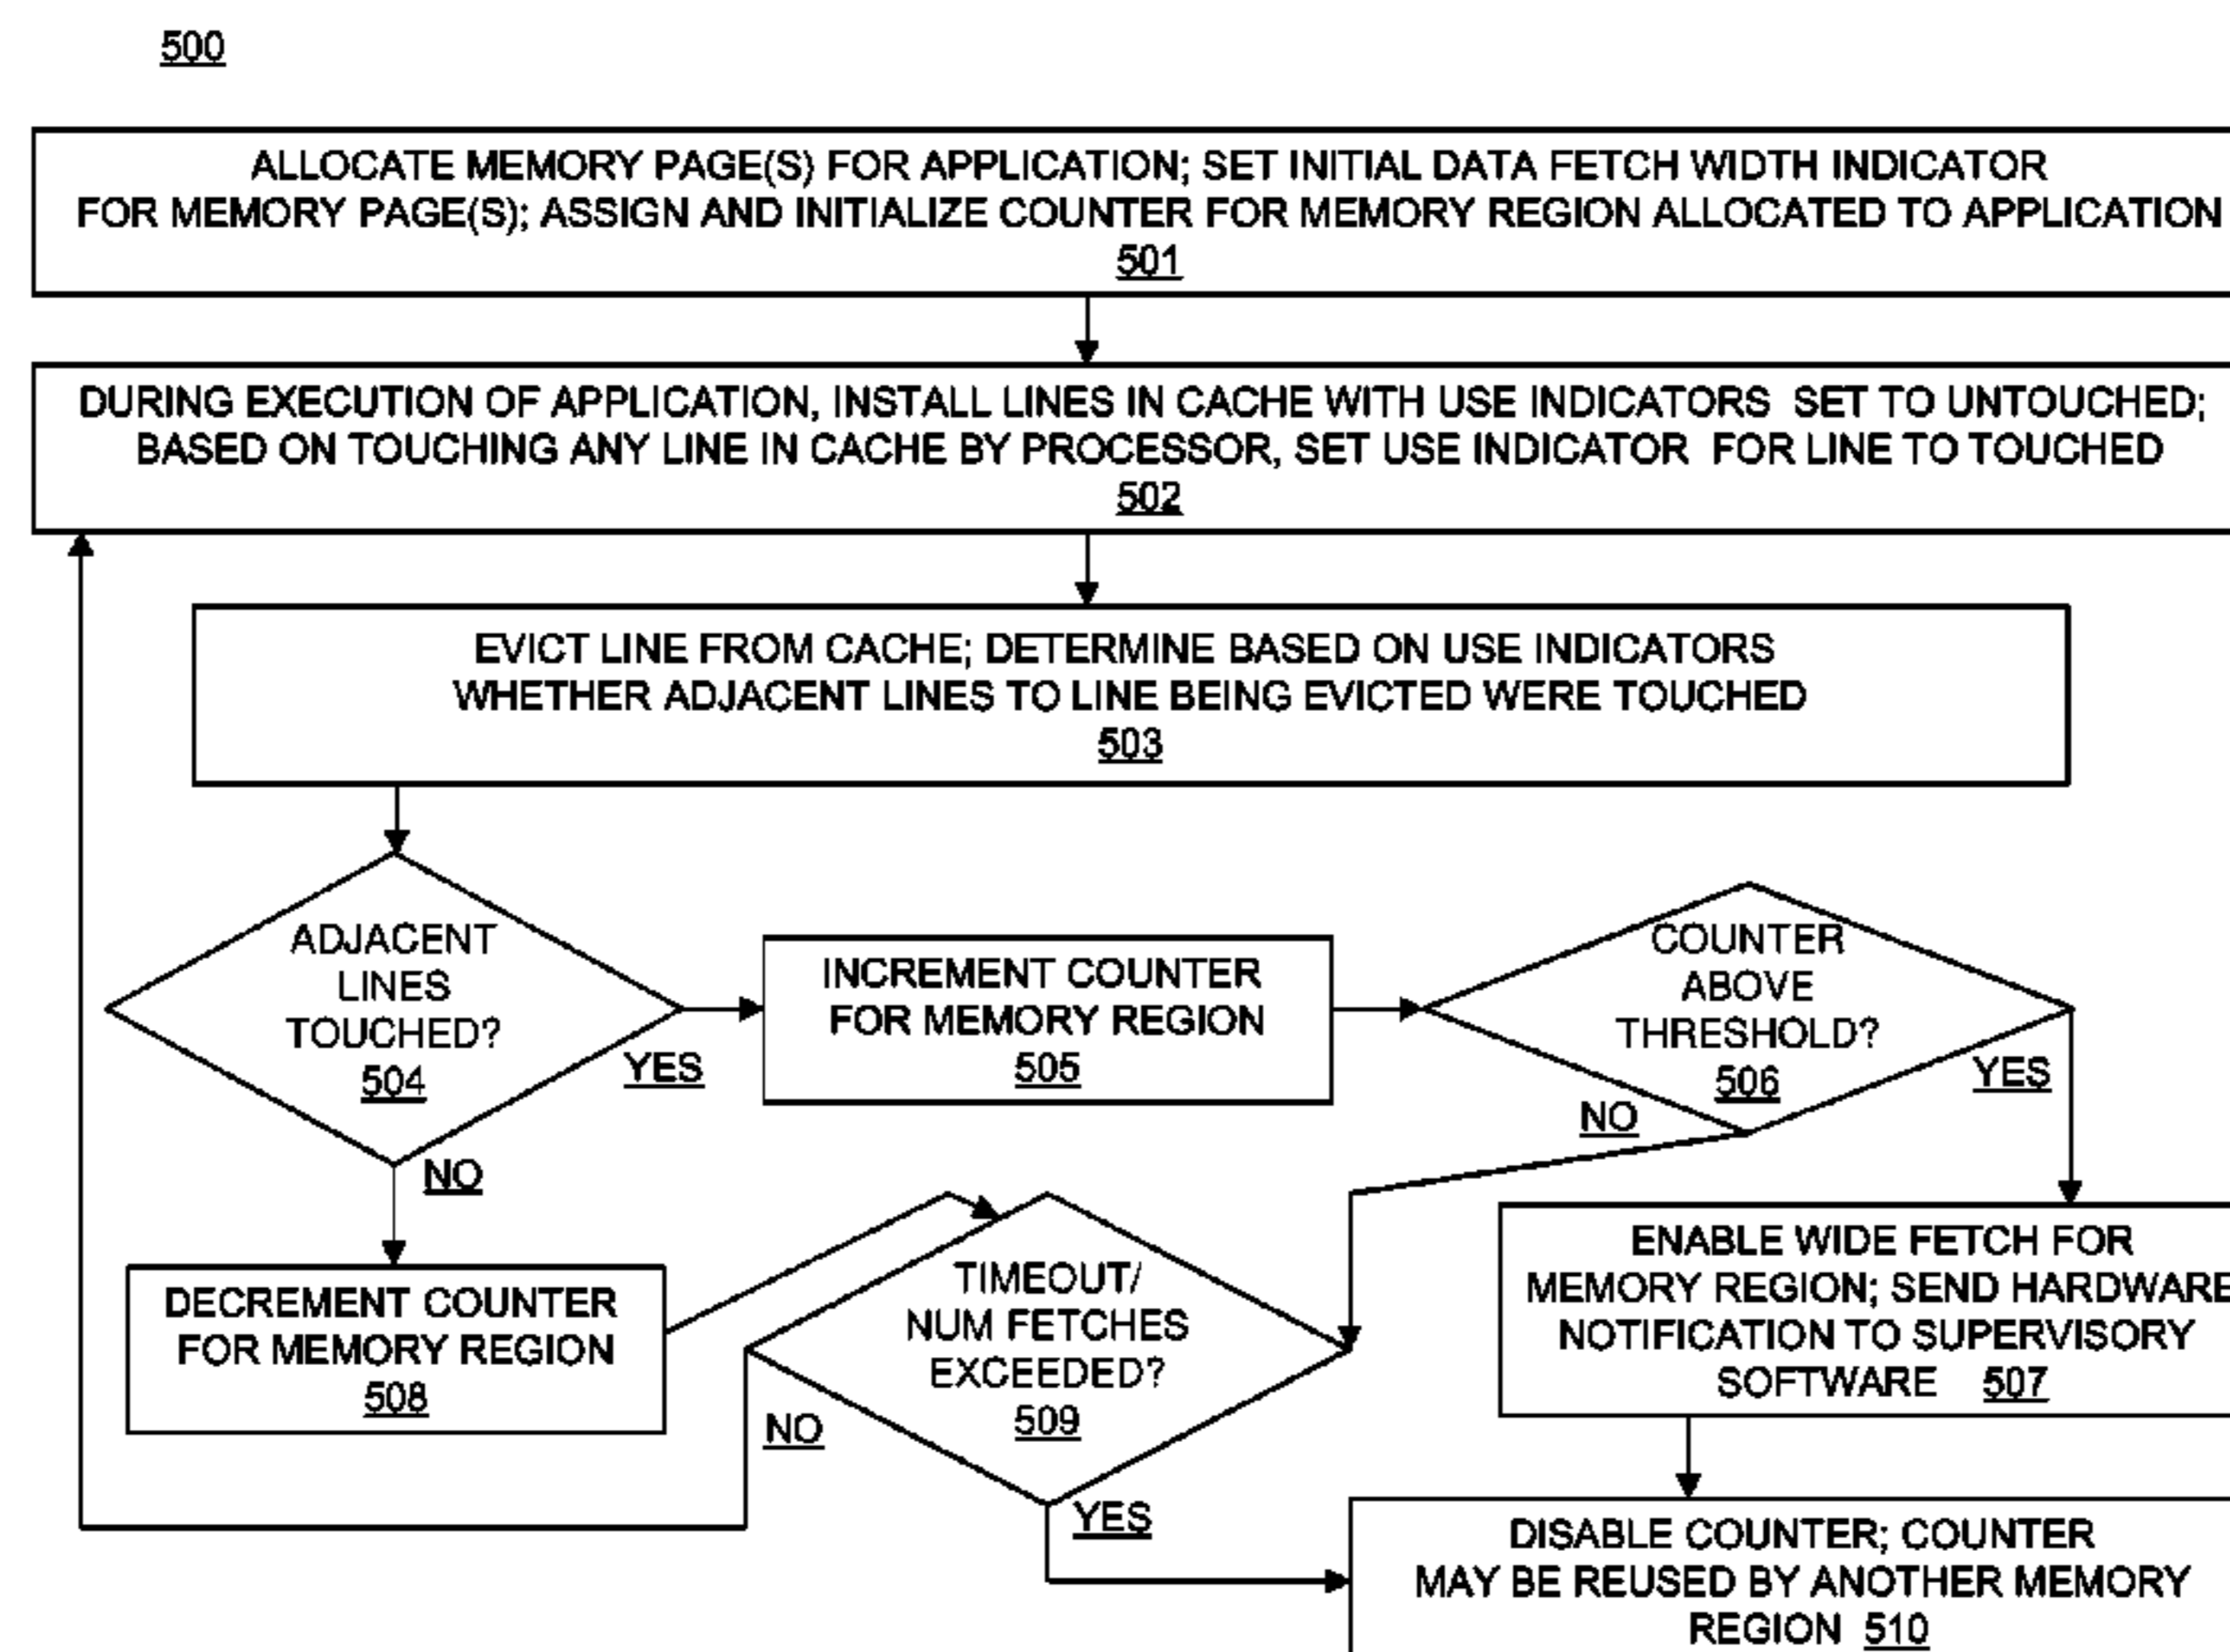 500
ALLOCATE MEMORY PAGE(S) FOR APPLICATION; SET INITIAL DATA FETCH WIDTH INDICATOR
FOR MEMORY PAGE(S); ASSIGN AND INITIALIZE COUNTER FOR MEMORY REGION ALLOCATED TO APPLICATION
501
DURING EXECUTION OF APPLICATION, INSTALL LINES IN CACHE WITH USE INDICATORS SET TO UNTOUCHED;
BASED ON TOUCHING ANY LINE IN CACHE BY PROCESSOR, SET USE INDICATOR FOR LINE TO TOUCHED
502
EVICT LINE FROM CACHE; DETERMINE BASED ON USE INDICATORS
WHETHER ADJACENT LINES TO LINE BEING EVICTED WERE TOUCHED
503
ADJACENT
LINES
TOUCHED?
504
YES
NO
INCREMENT COUNTER
FOR MEMORY REGION
505
COUNTER
ABOVE
THRESHOLD?
506
YES
NO
ENABLE WIDE FETCH FOR
MEMORY REGION; SEND HARDWARE
NOTIFICATION TO SUPERVISORY
SOFTWARE 507
DECREMENT COUNTER
FOR MEMORY REGION
508
TIMEOUT/
NUM FETCHES
EXCEEDED?
509
NO
YES
DISABLE COUNTER; COUNTER
MAY BE REUSED BY ANOTHER MEMORY
REGION 510